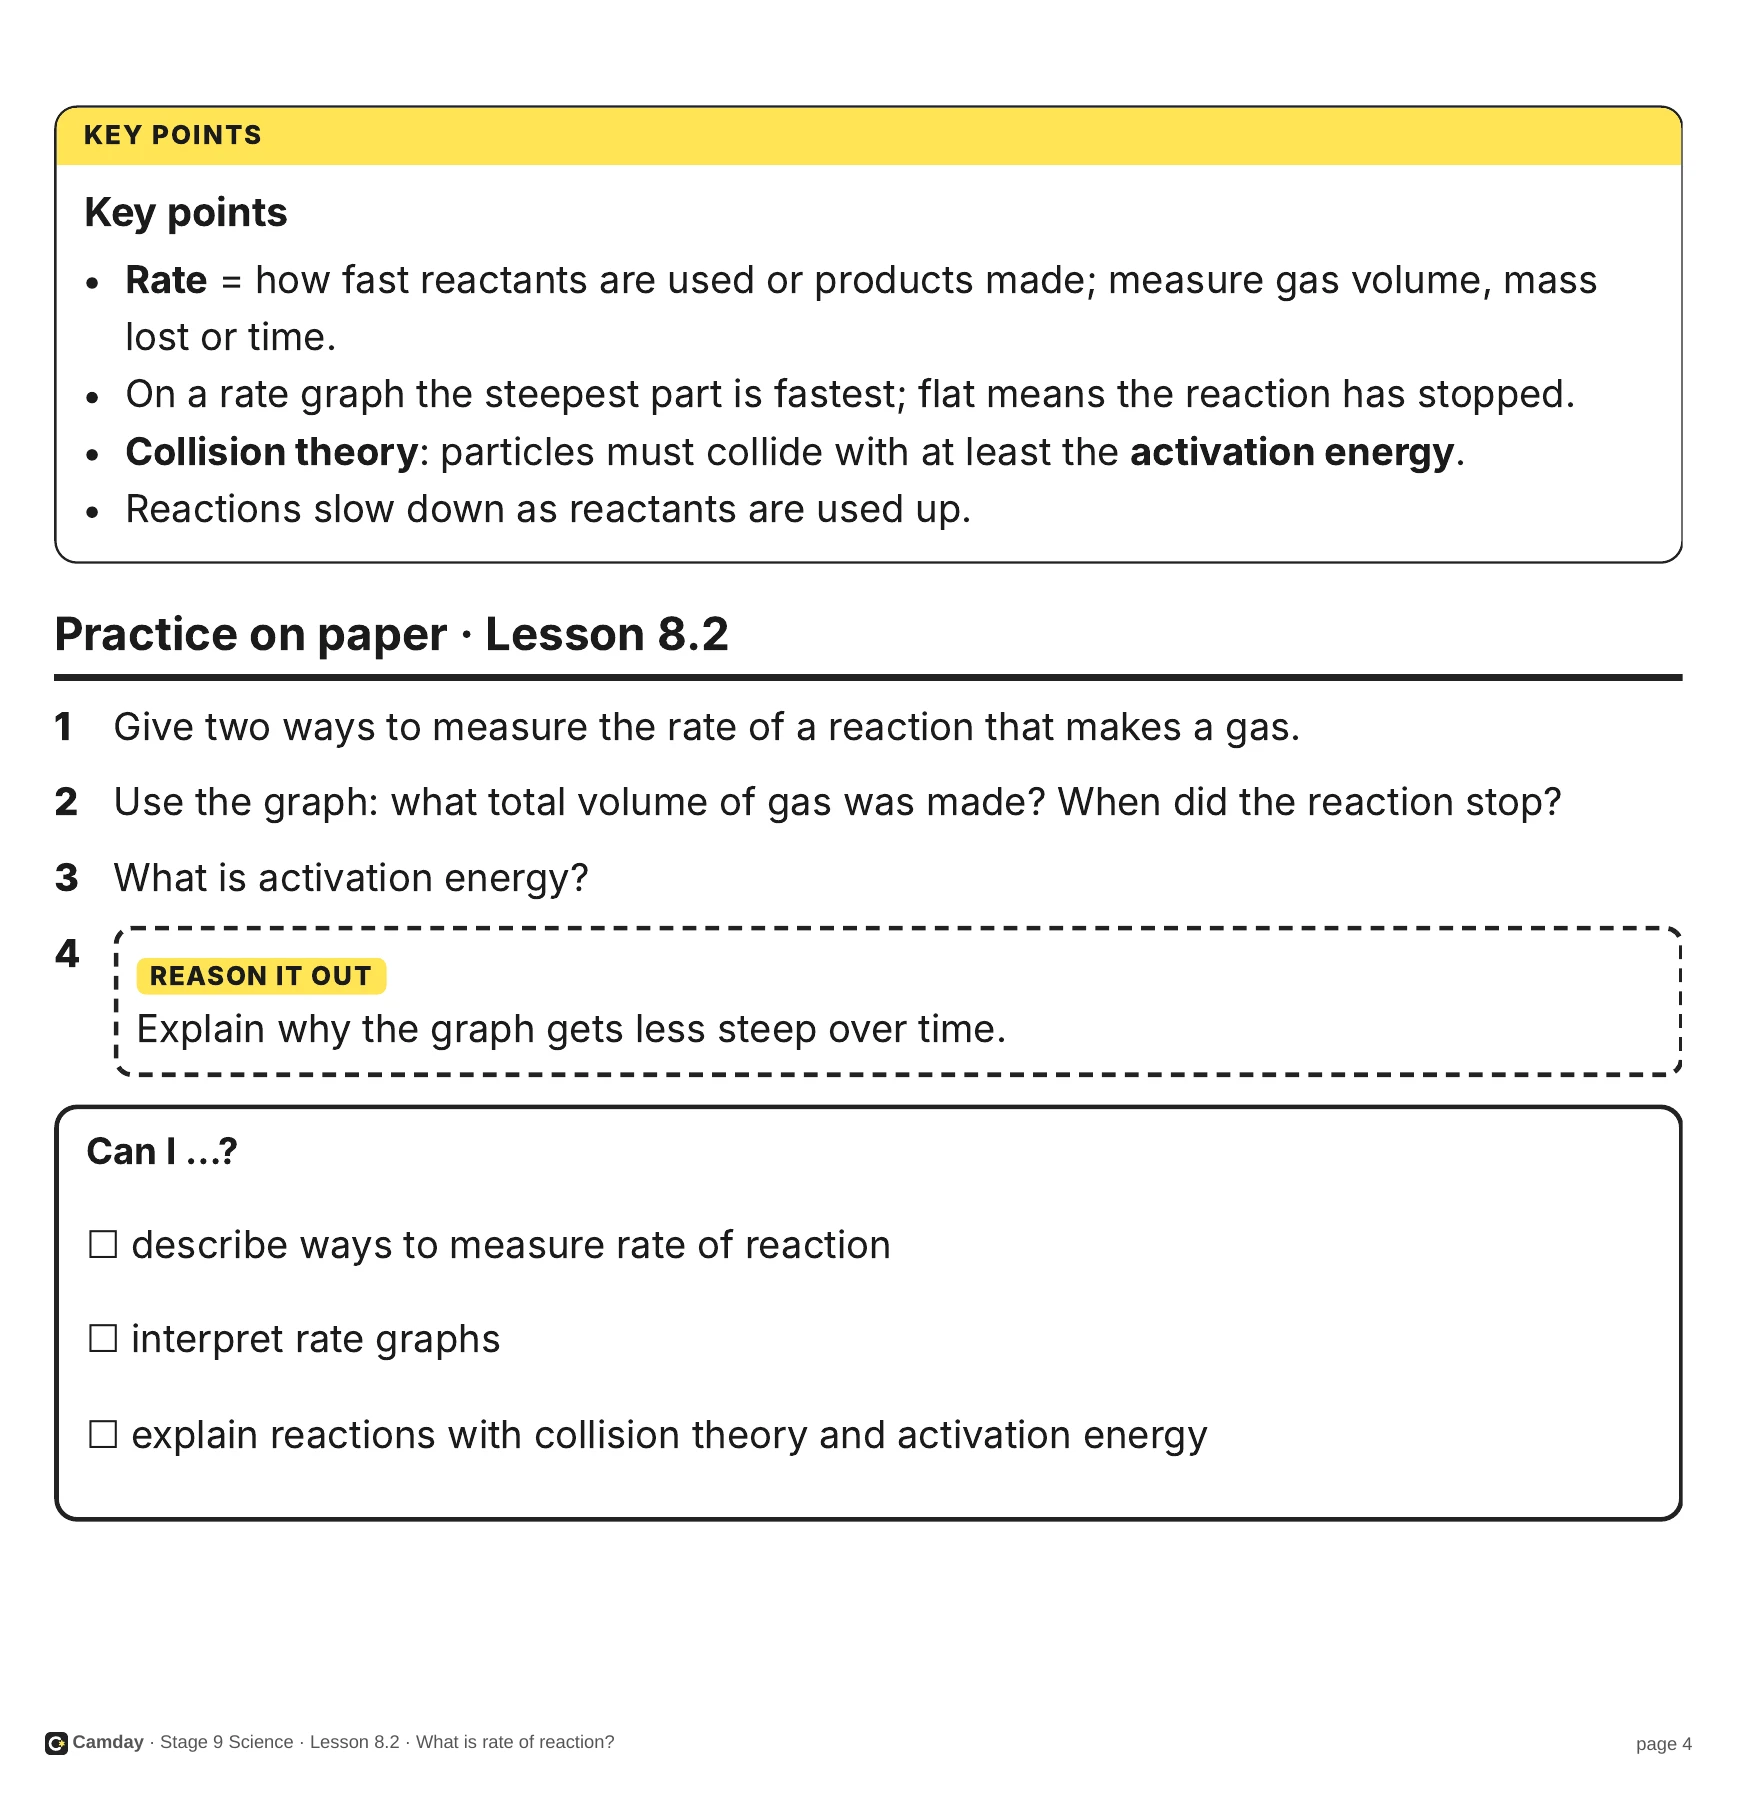 KEY POINTS
Key points
• Rate = how fast reactants are used or products made; measure gas volume, mass
lost or time.
• On a rate graph the steepest part is fastest; flat means the reaction has stopped.
• Collision theory: particles must collide with at least the activation energy.
• Reactions slow down as reactants are used up.
Practice on paper · Lesson 8.2
1 Give two ways to measure the rate of a reaction that makes a gas.
2 Use the graph: what total volume of gas was made? When did the reaction stop?
3 What is activation energy?
4
REASON IT OUT
Explain why the graph gets less steep over time.
Can I …?
☐ describe ways to measure rate of reaction
☐ interpret rate graphs
☐ explain reactions with collision theory and activation energy
C Camday · Stage 9 Science · Lesson 8.2 · What is rate of reaction?
page 4